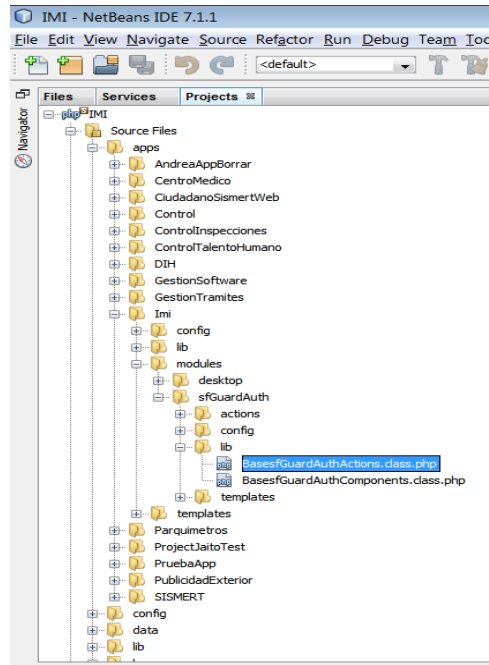 IMI - NetBeans IDE 7.1.1
File Edit View Navigate Source Refactor Run Debug Team
<default>
Files Services Projects
Navigator
IMI
Source Files
apps
AndreaAppBorrar
CentroMedico
CiudadanoSismertWeb
Control
ControlInspecciones
ControlTalentoHumano
DIH
GestionSoftware
GestionTramites
Imi
config
lib
modules
desktop
sfGuardAuth
actions
config
lib
BasesfGuardAuthActions.class.php
BasesfGuardAuthComponents.class.php
templates
templates
Parquimetros
ProjectJaitoTest
PruebaApp
PublicidadExterior
SISMERT
config
data
lib